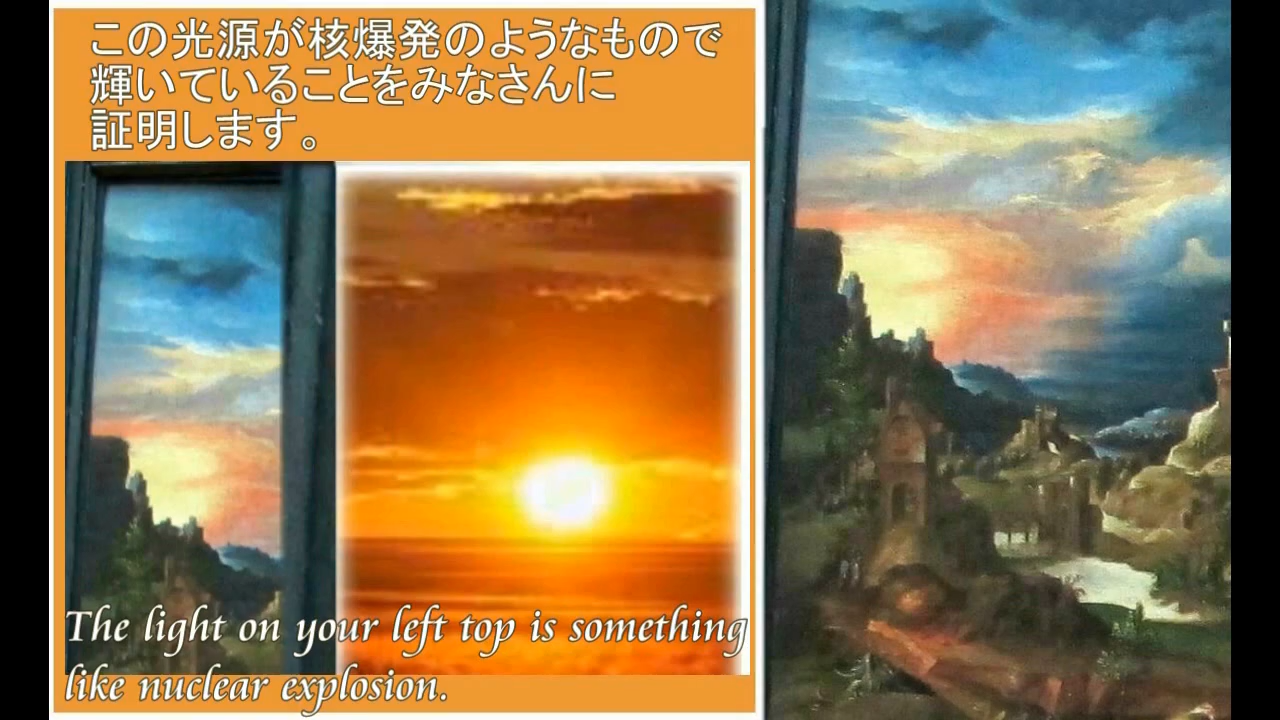 この光源が核爆発のようなもので
輝いていることをみなさんに
証明します。
The light on your left top is something
like nuclear explosion.